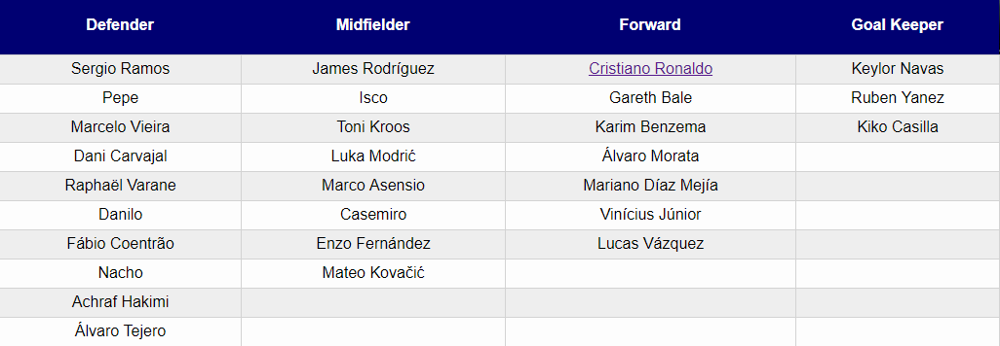 Defender Midfielder Forward Goal Keeper
Sergio Ramos James Rodríguez Cristiano Ronaldo Keylor Navas
Pepe Isco Gareth Bale Ruben Yanez
Marcelo Vieira Toni Kroos Karim Benzema Kiko Casilla
Dani Carvajal Luka Modrić Álvaro Morata
Raphaël Varane Marco Asensio Mariano Díaz Mejía
Danilo Casemiro Vinícius Júnior
Fábio Coentrão Enzo Fernández Lucas Vázquez
Nacho Mateo Kovačić
Achraf Hakimi
Álvaro Tejero